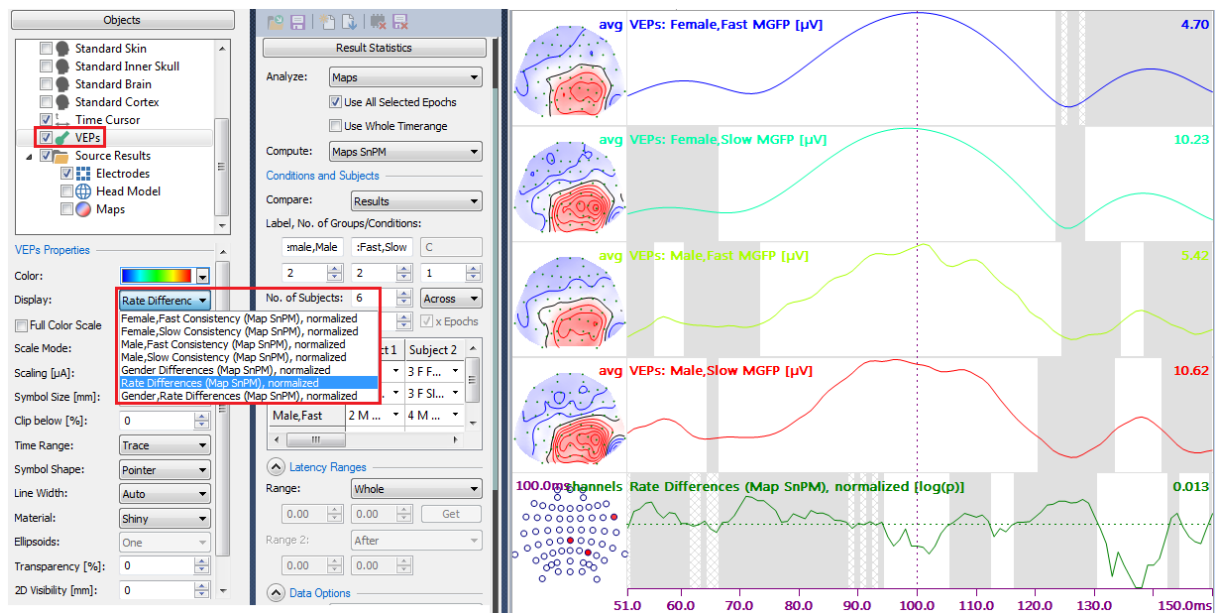 Objects
Standard Skin
Standard Inner Skull
Standard Brain
Standard Cortex
Time Cursor
VEPs
Source Results
Electrodes
Head Model
Maps
VEPs Properties
Color:
Display: Rate Differenc
Female,Fast Consistency (Map SnPM), normalized
Female,Slow Consistency (Map SnPM), normalized
Male,Fast Consistency (Map SnPM), normalized
Male,Slow Consistency (Map SnPM), normalized
Gender Differences (Map SnPM), normalized
Rate Differences (Map SnPM), normalized
Gender,Rate Differences (Map SnPM), normalized
Full Color Scale
Scale Mode:
Scaling [µA]:
Symbol Size [mm]:
Clip below [%]: 0
Time Range: Trace
Symbol Shape: Pointer
Line Width: Auto
Material: Shiny
Ellipsoids: One
Transparency [%]: 0
2D Visibility [mm]: 0
Result Statistics
Analyze: Maps
Use All Selected Epochs
Use Whole Timerange
Compute: Maps SnPM
Conditions and Subjects
Compare: Results
Label, No. of Groups/Conditions:
:male,Male :Fast,Slow C
2 2 1
No. of Subjects: 6 Across
x Epochs
ct 1 Subject 2
3 F F...
3 F Sl...
Male,Fast 2 M ... 4 M ...
Latency Ranges
Range: Whole
0.00 0.00 Get
Range 2: After
0.00 0.00
Data Options
avg VEPs: Female,Fast MGFP [µV] 4.70
avg VEPs: Female,Slow MGFP [µV] 10.23
avg VEPs: Male,Fast MGFP [µV] 5.42
avg VEPs: Male,Slow MGFP [µV] 10.62
100.0ms channels Rate Differences (Map SnPM), normalized [log(p)] 0.013
51.0 60.0 70.0 80.0 90.0 100.0 110.0 120.0 130.0 150.0ms